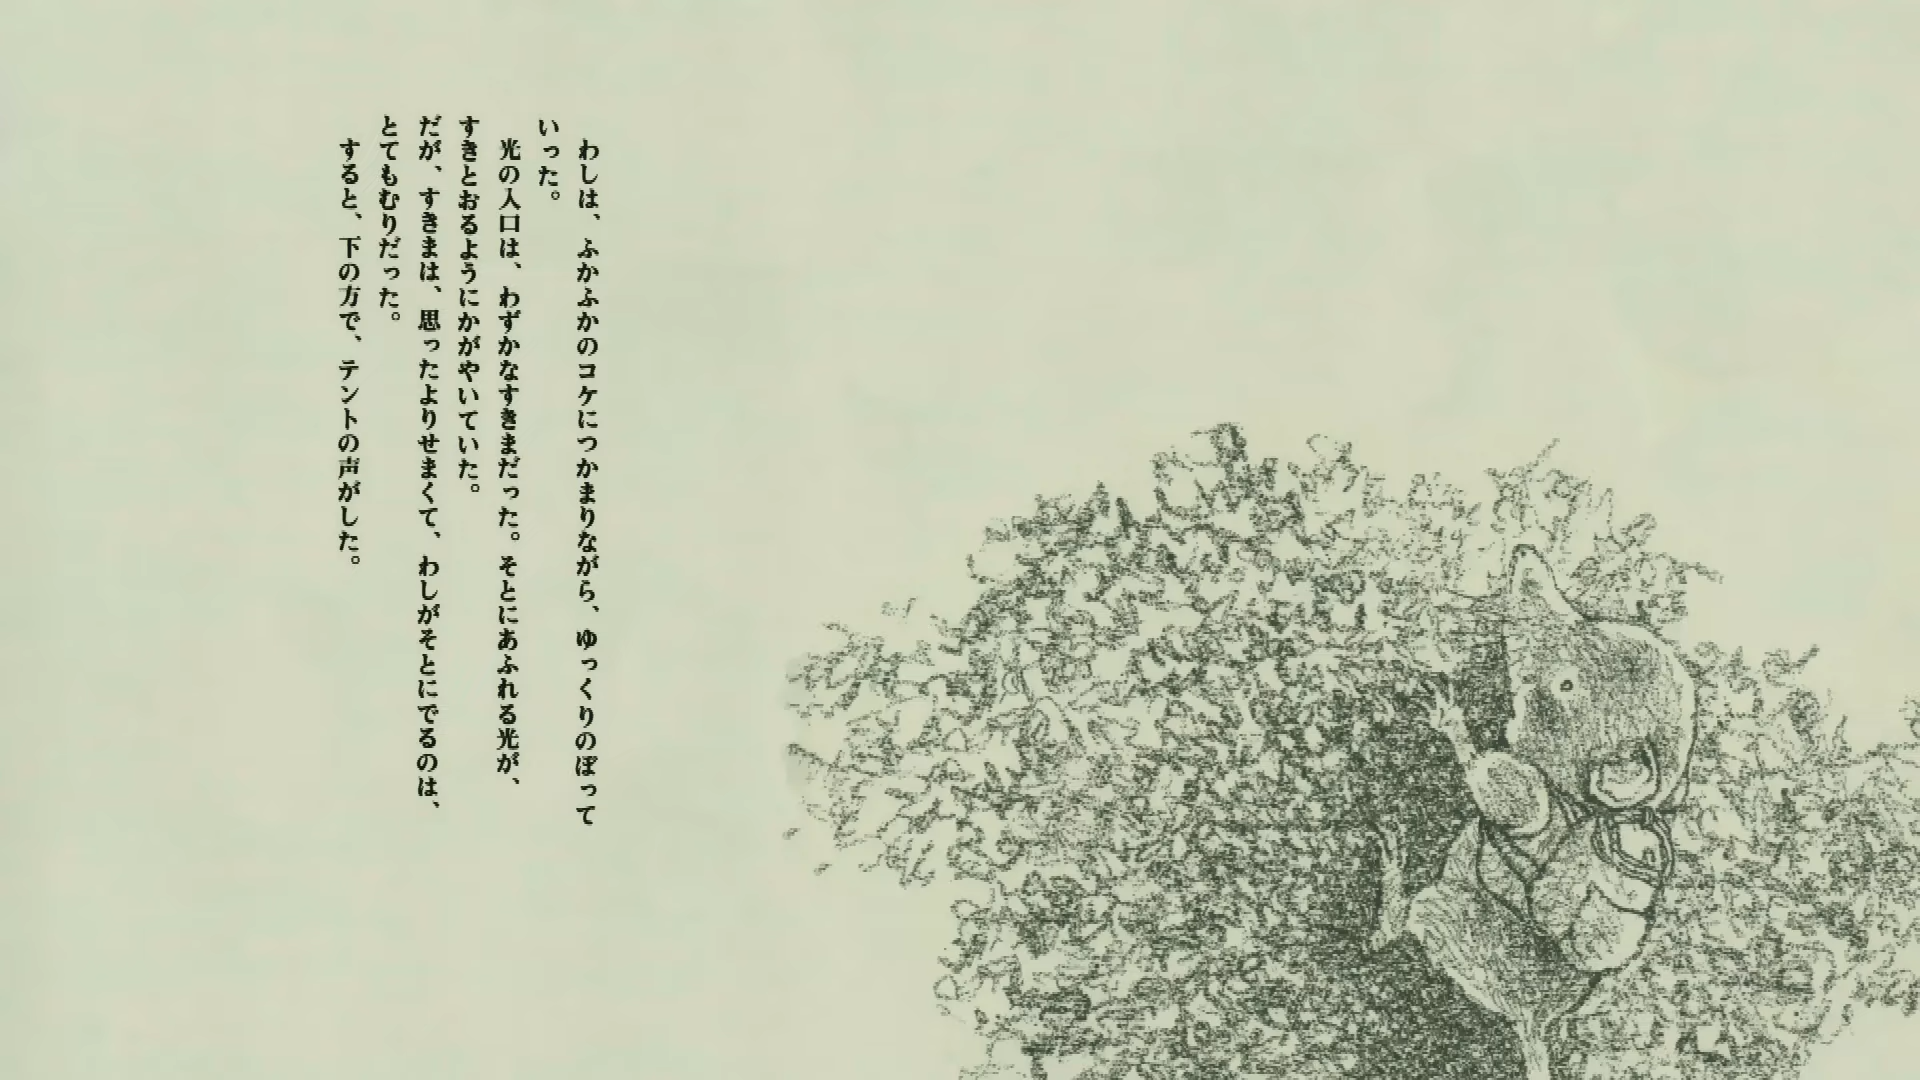 わしは、ふかふかのコケにつかまりながら、ゆっくりのぼって
いった。
光の入口は、わずかなすきまだった。そとにあふれる光が、
すきとおるようにかがやいていた。
だが、すきまは、思ったよりせまくて、わしがそとにでるのは、
とてもむりだった。
すると、下の方で、テントの声がした。